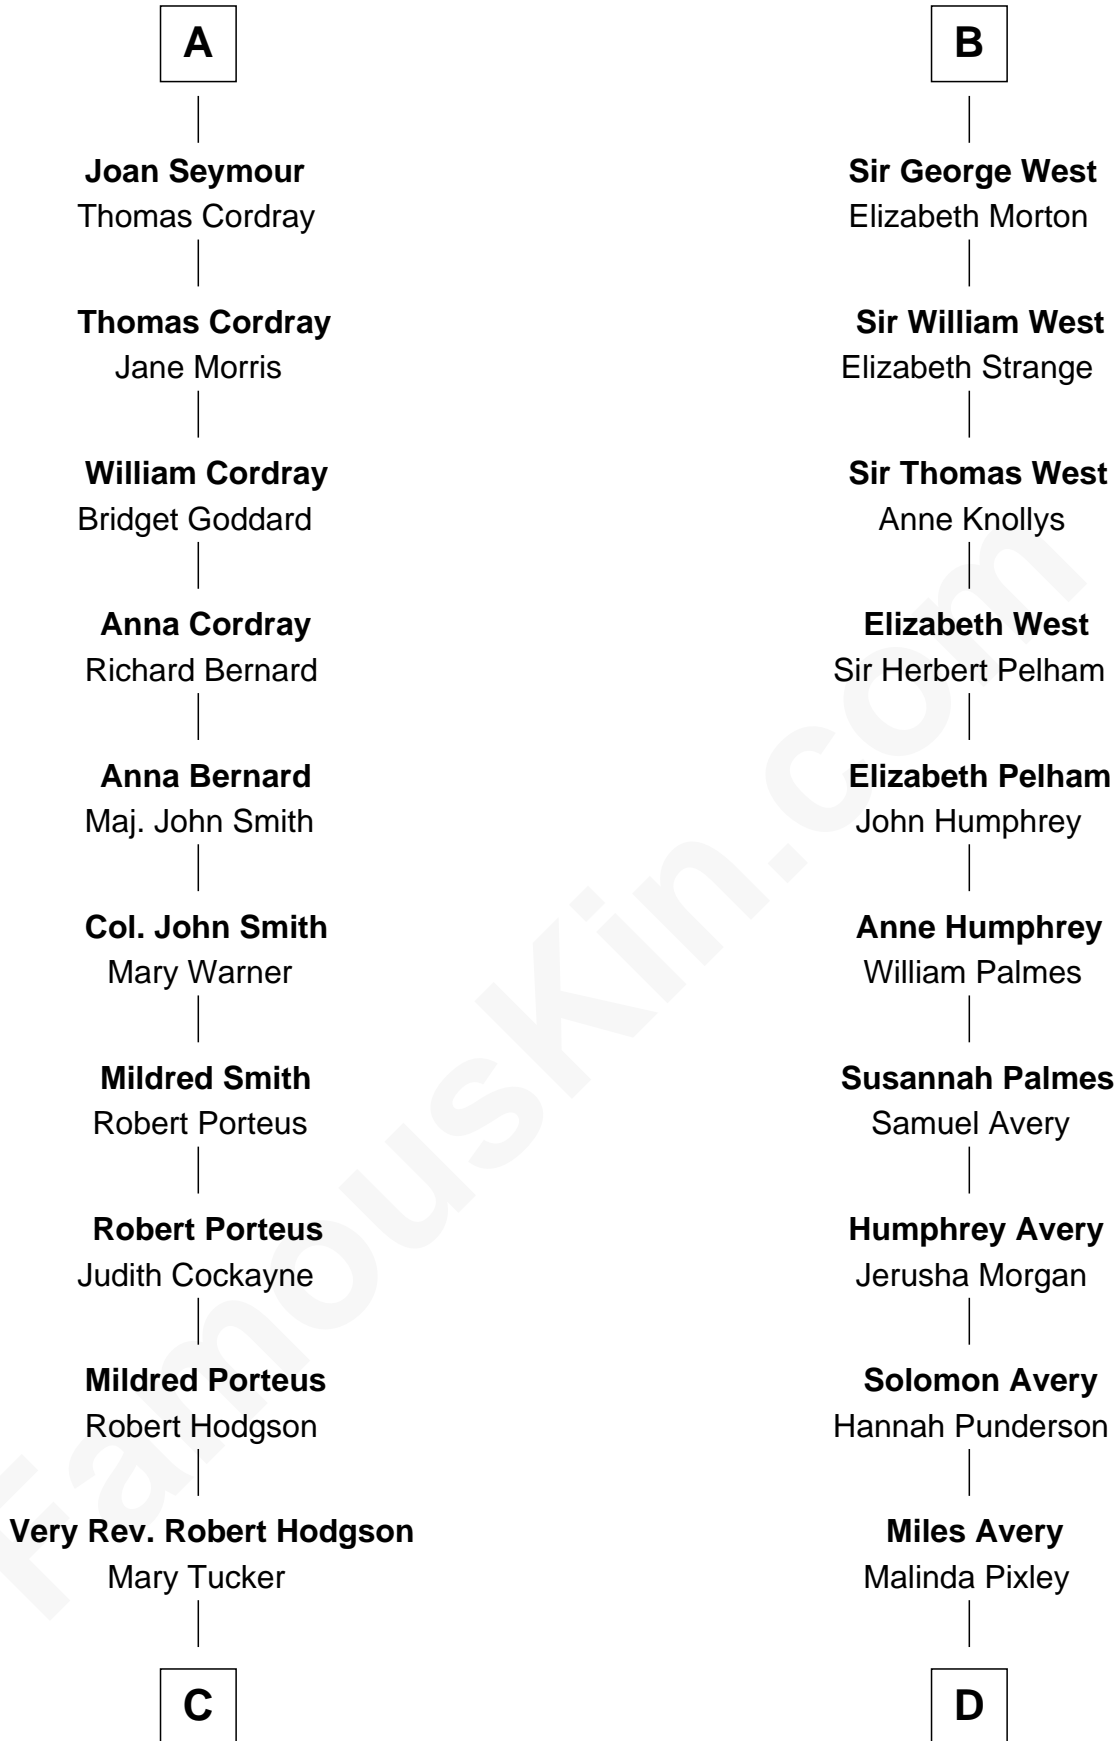 A
Joan Seymour
Thomas Cordray
Thomas Cordray
Jane Morris
William Cordray
Bridget Goddard
Anna Cordray
Richard Bernard
Anna Bernard
Maj. John Smith
Col. John Smith
Mary Warner
Mildred Smith
Robert Porteus
Robert Porteus
Judith Cockayne
Mildred Porteus
Robert Hodgson
Very Rev. Robert Hodgson
Mary Tucker
C
B
Sir George West
Elizabeth Morton
Sir William West
Elizabeth Strange
Sir Thomas West
Anne Knollys
Elizabeth West
Sir Herbert Pelham
Elizabeth Pelham
John Humphrey
Anne Humphrey
William Palmes
Susannah Palmes
Samuel Avery
Humphrey Avery
Jerusha Morgan
Solomon Avery
Hannah Punderson
Miles Avery
Malinda Pixley
D
FamousKin.com